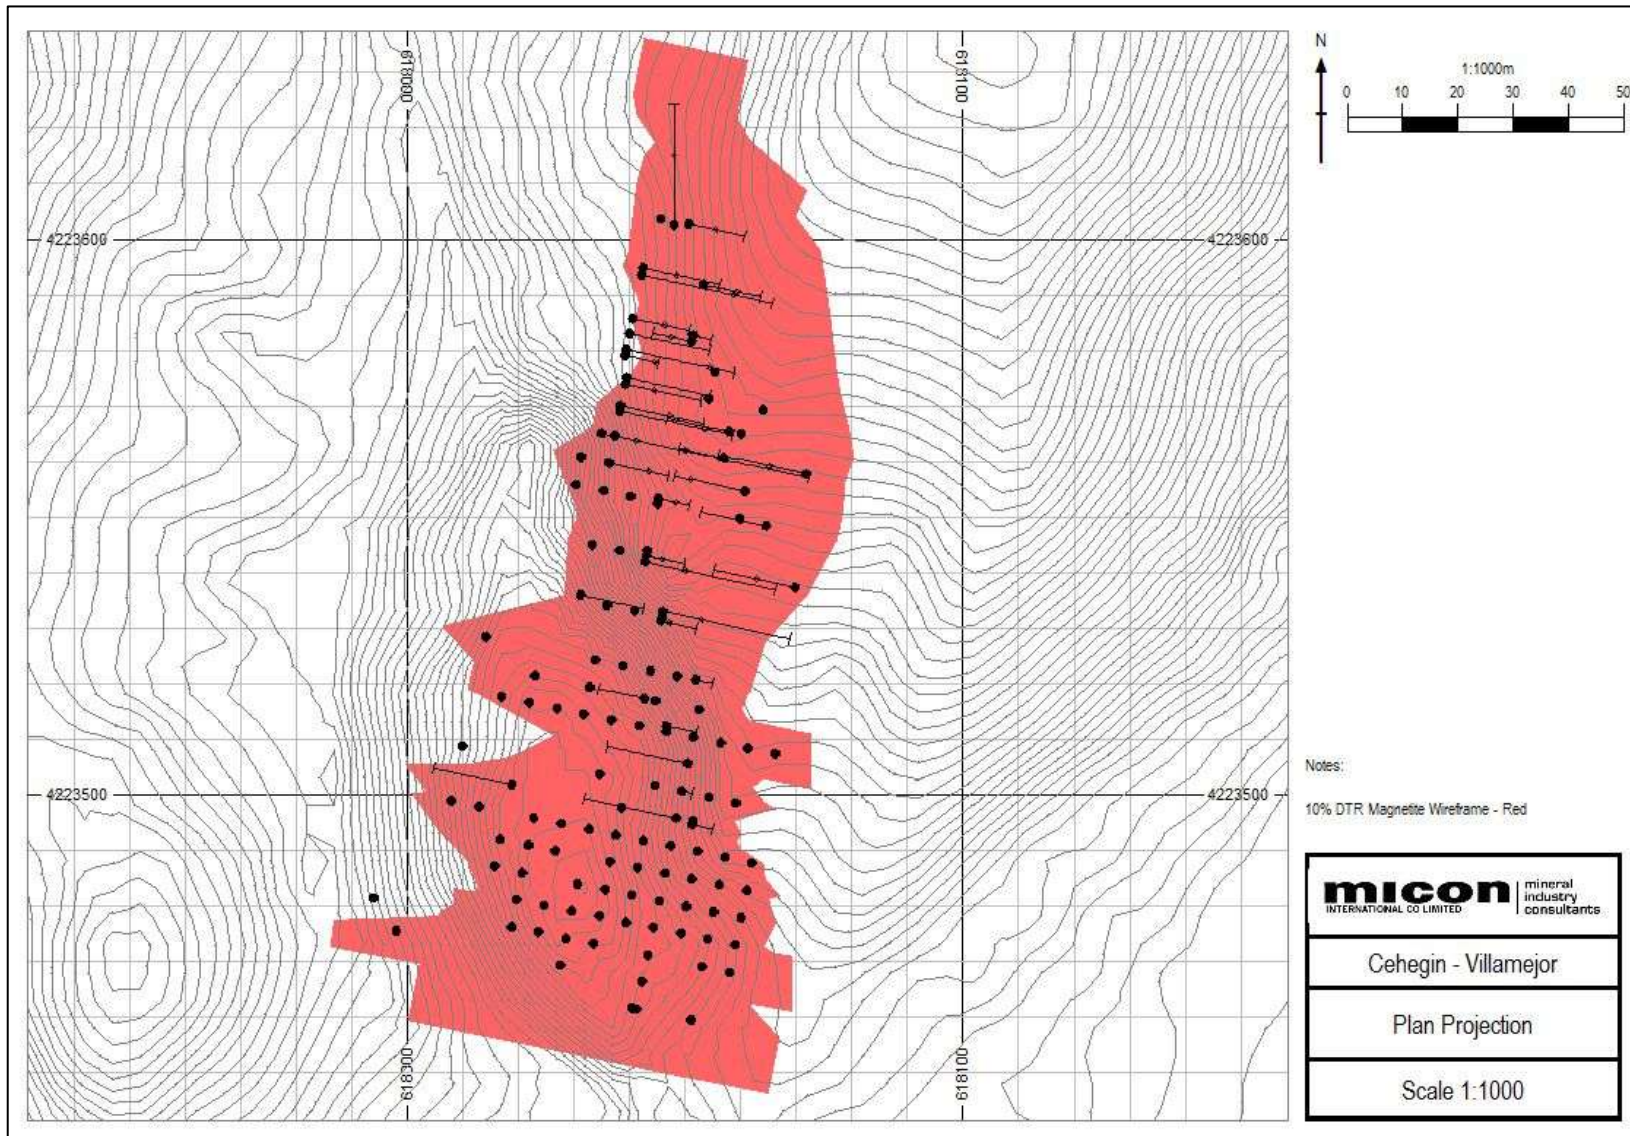 618000
618100
N
1:1000m
0 10 20 30 40 50
4223600
4223600
Notes:
4223500
4223500
10% DTR Magnetite Wireframe - Red
micon
INTERNATIONAL CO LIMITED
mineral
industry
consultants
Cehegin - Villamejor
Plan Projection
618000
618100
Scale 1:1000